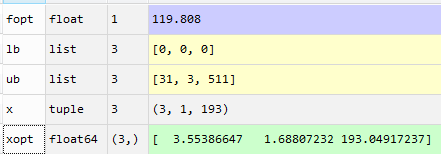 fopt float 1 119.808
lb list 3 [0, 0, 0]
ub list 3 [31, 3, 511]
x tuple 3 (3, 1, 193)
xopt float64 (3,) [  3.55386647   1.68807232 193.04917237]